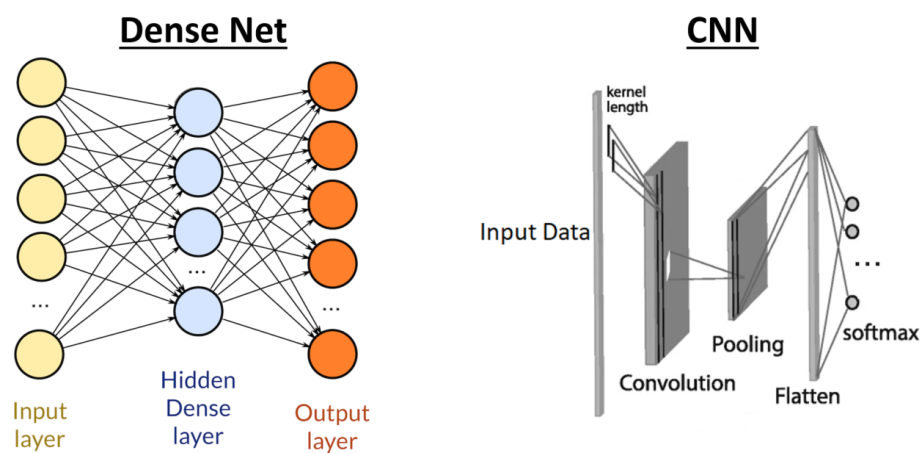 Dense Net
...
...
...
Input
layer
Hidden
Dense
layer
Output
layer
CNN
kernel
length
Input Data
Convolution
Pooling
Flatten
...
softmax